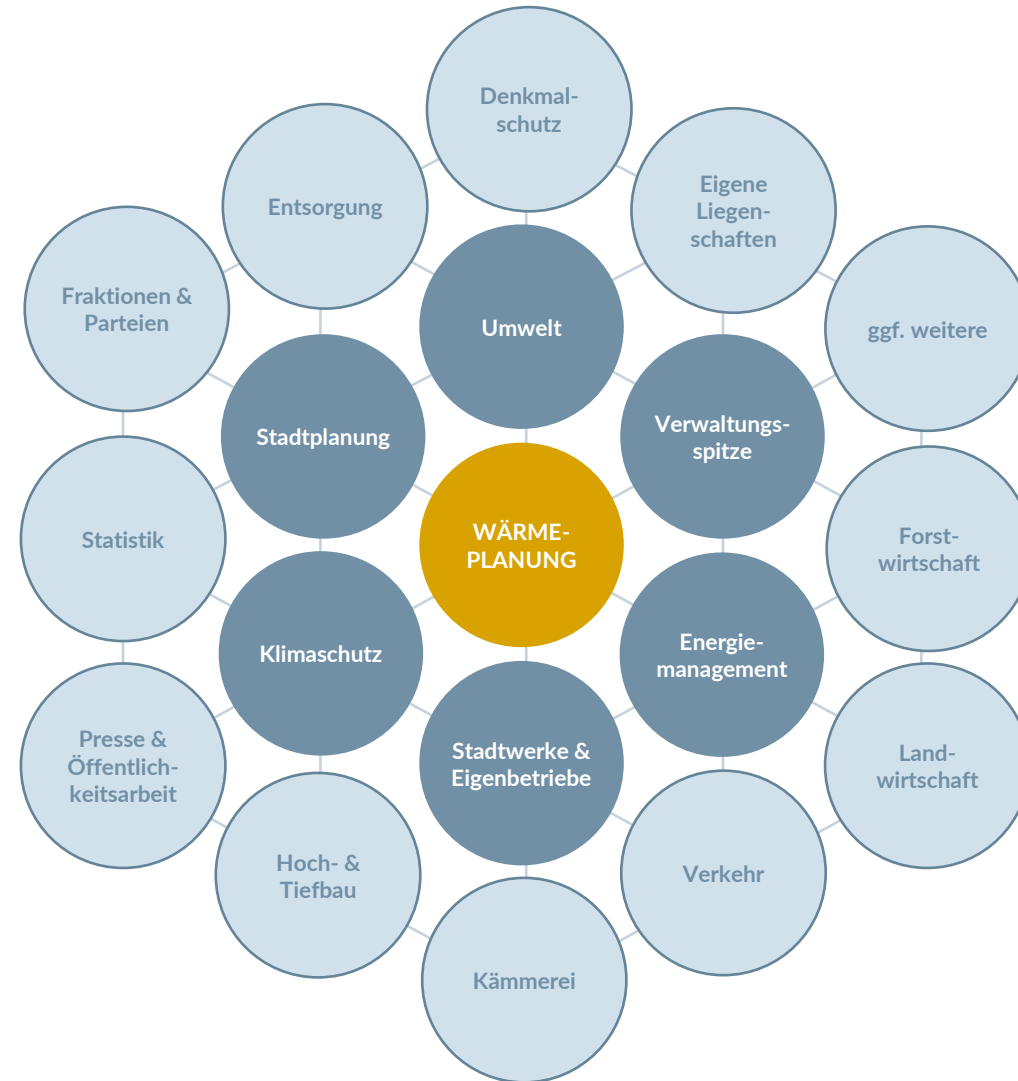 Denkmal-
schutz
Entsorgung
Eigene
Liegen-
schaften
Fraktionen &
Parteien
Umwelt
ggf. weitere
Stadtplanung
Verwaltungs-
spitze
Statistik
WÄRME-
PLANUNG
Forst-
wirtschaft
Klimaschutz
Energie-
management
Presse &
Öffentlich-
keitsarbeit
Stadtwerke &
Eigenbetriebe
Land-
wirtschaft
Hoch- &
Tiefbau
Verkehr
Kämmerei